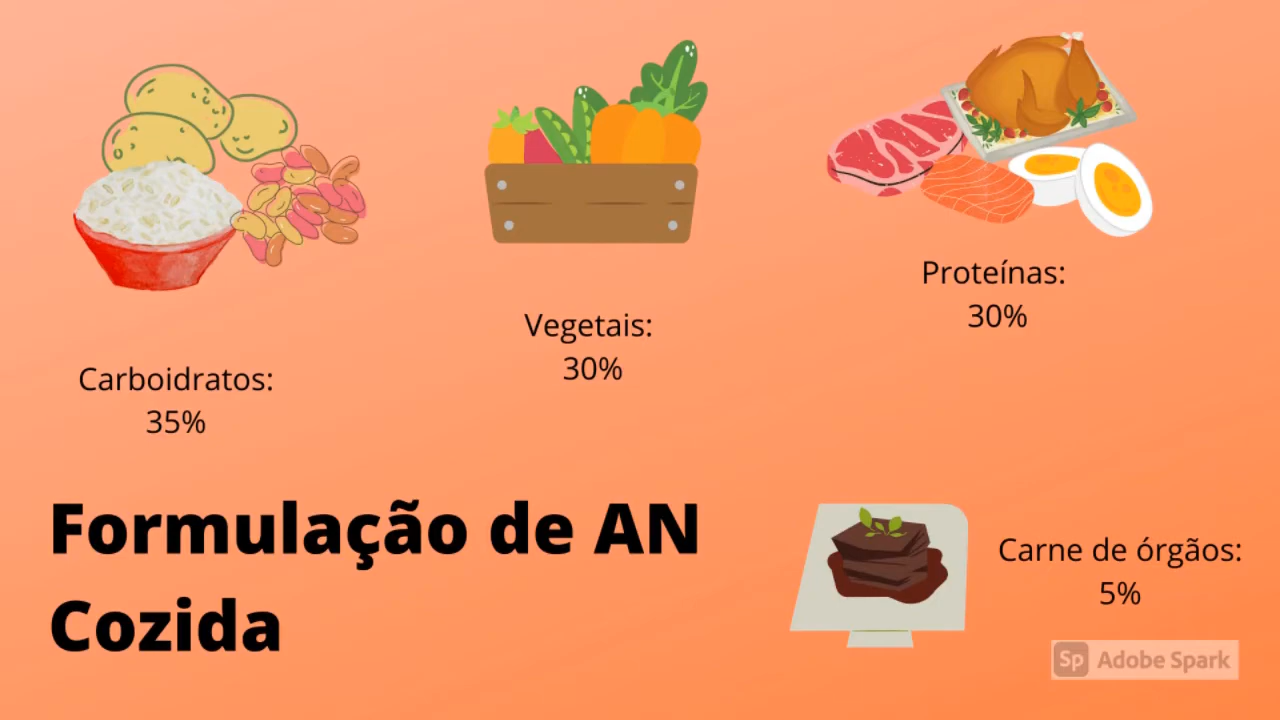 Proteínas:
30%
Vegetais:
30%
Carboidratos:
35%
Formulação de AN
Cozida
Carne de órgãos:
5%
Sp Adobe Spark